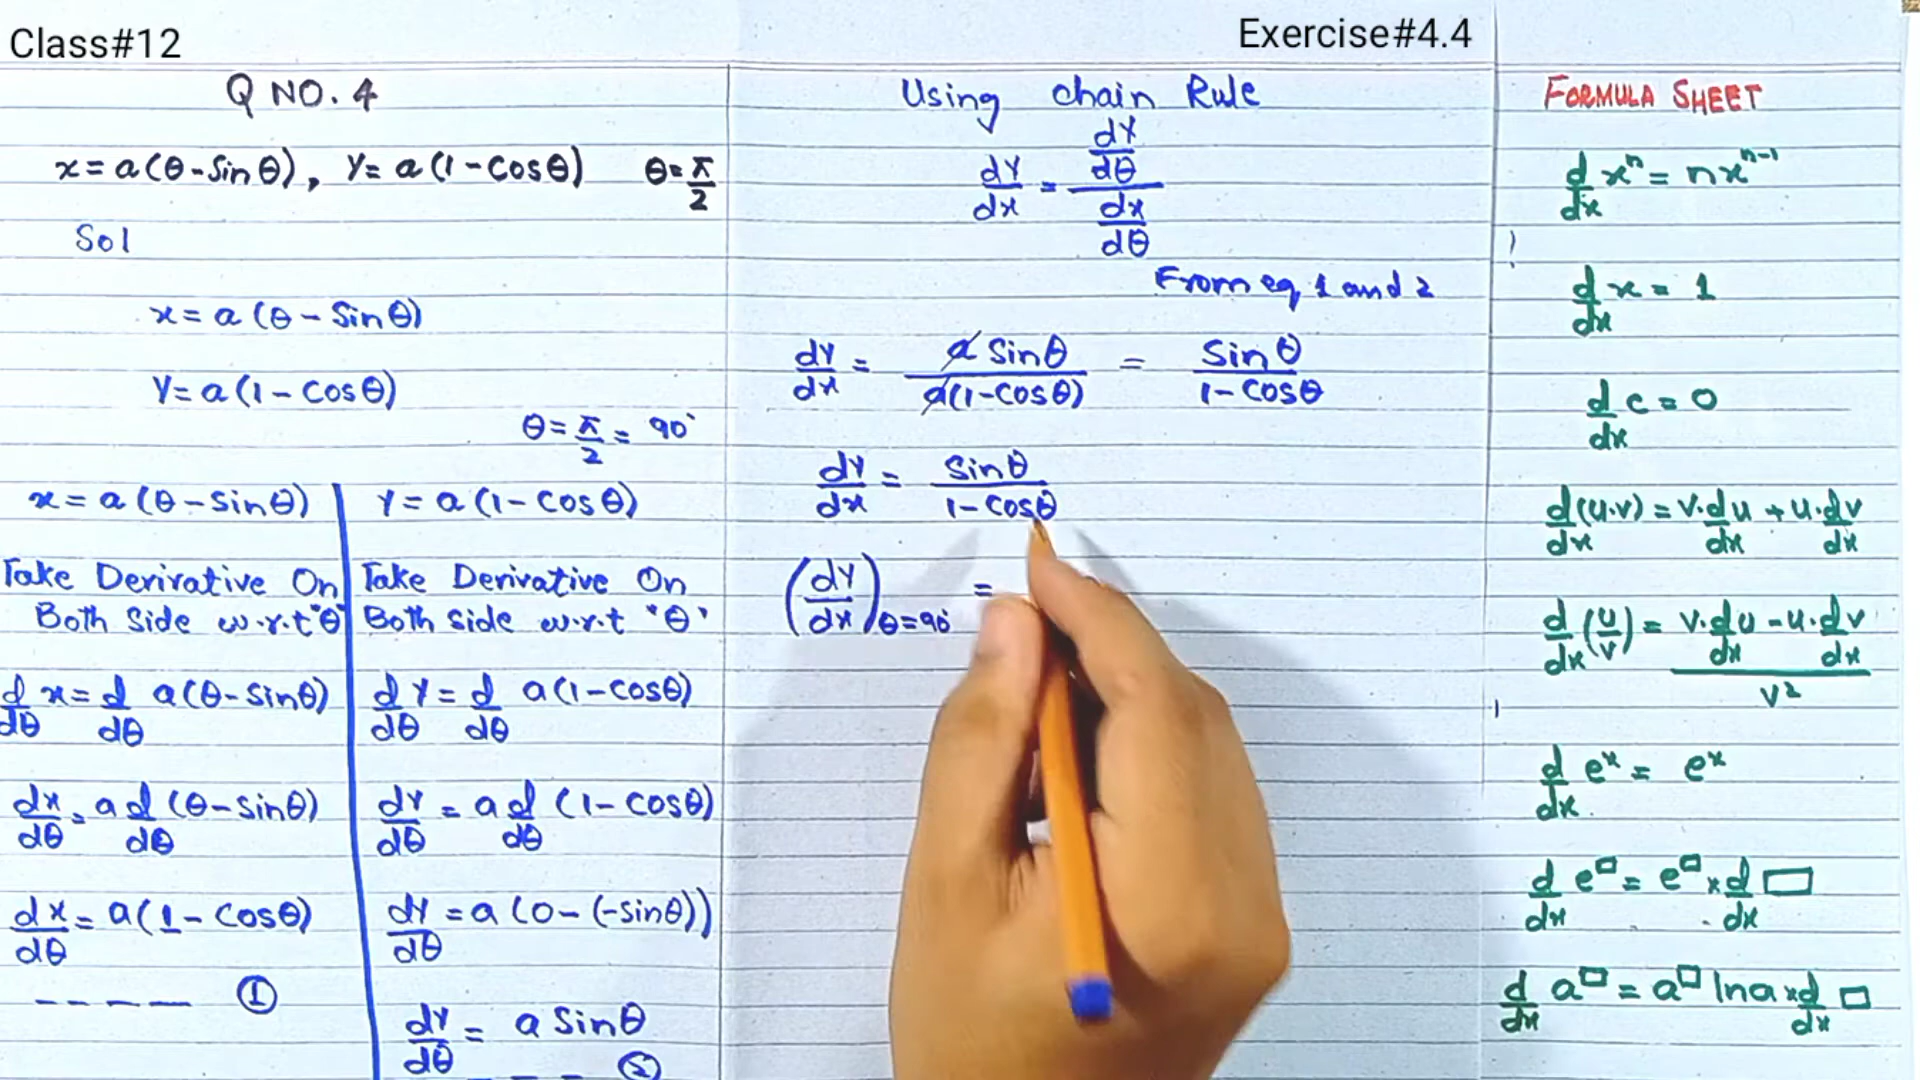 Class#12
Exercise#4.4
Q NO. 4
x = a(θ-Sinθ), Y = a(1-Cosθ) θ=π/2
Sol
x = a(θ-Sinθ)
Y = a(1-Cosθ)
θ = π/2 = 90°
x = a(θ-Sinθ)
Take Derivative On
Both Side w.r.t "θ"
d/dθ x = d/dθ a(θ-Sinθ)
dx/dθ = a d/dθ (θ-Sinθ)
dx/dθ = a(1-Cosθ)
---- ①
Y = a(1-Cosθ)
Take Derivative On
Both Side w.r.t "θ"
d/dθ Y = d/dθ a(1-Cosθ)
dY/dθ = a d/dθ (1-Cosθ)
dY/dθ = a(0-(-Sinθ))
dY/dθ = a Sinθ
--- ②
Using chain Rule
dY/dx = (dY/dθ)/(dx/dθ)
From eq 1 and 2
dY/dx = a Sinθ/a(1-Cosθ) = Sinθ/1-Cosθ
dY/dx = Sinθ/1-Cosθ
(dY/dx)θ=90° =
FORMULA SHEET
d/dx xⁿ = nxⁿ⁻¹
d/dx x = 1
d/dx c = 0
d/dx (u.v) = v.du/dx + u.dv/dx
d/dx (u/v) = (v.du/dx - u.dv/dx)/v²
d/dx eˣ = eˣ
d/dx e^□ = e^□ × d/dx □
d/dx a^□ = a^□ lna × d/dx □